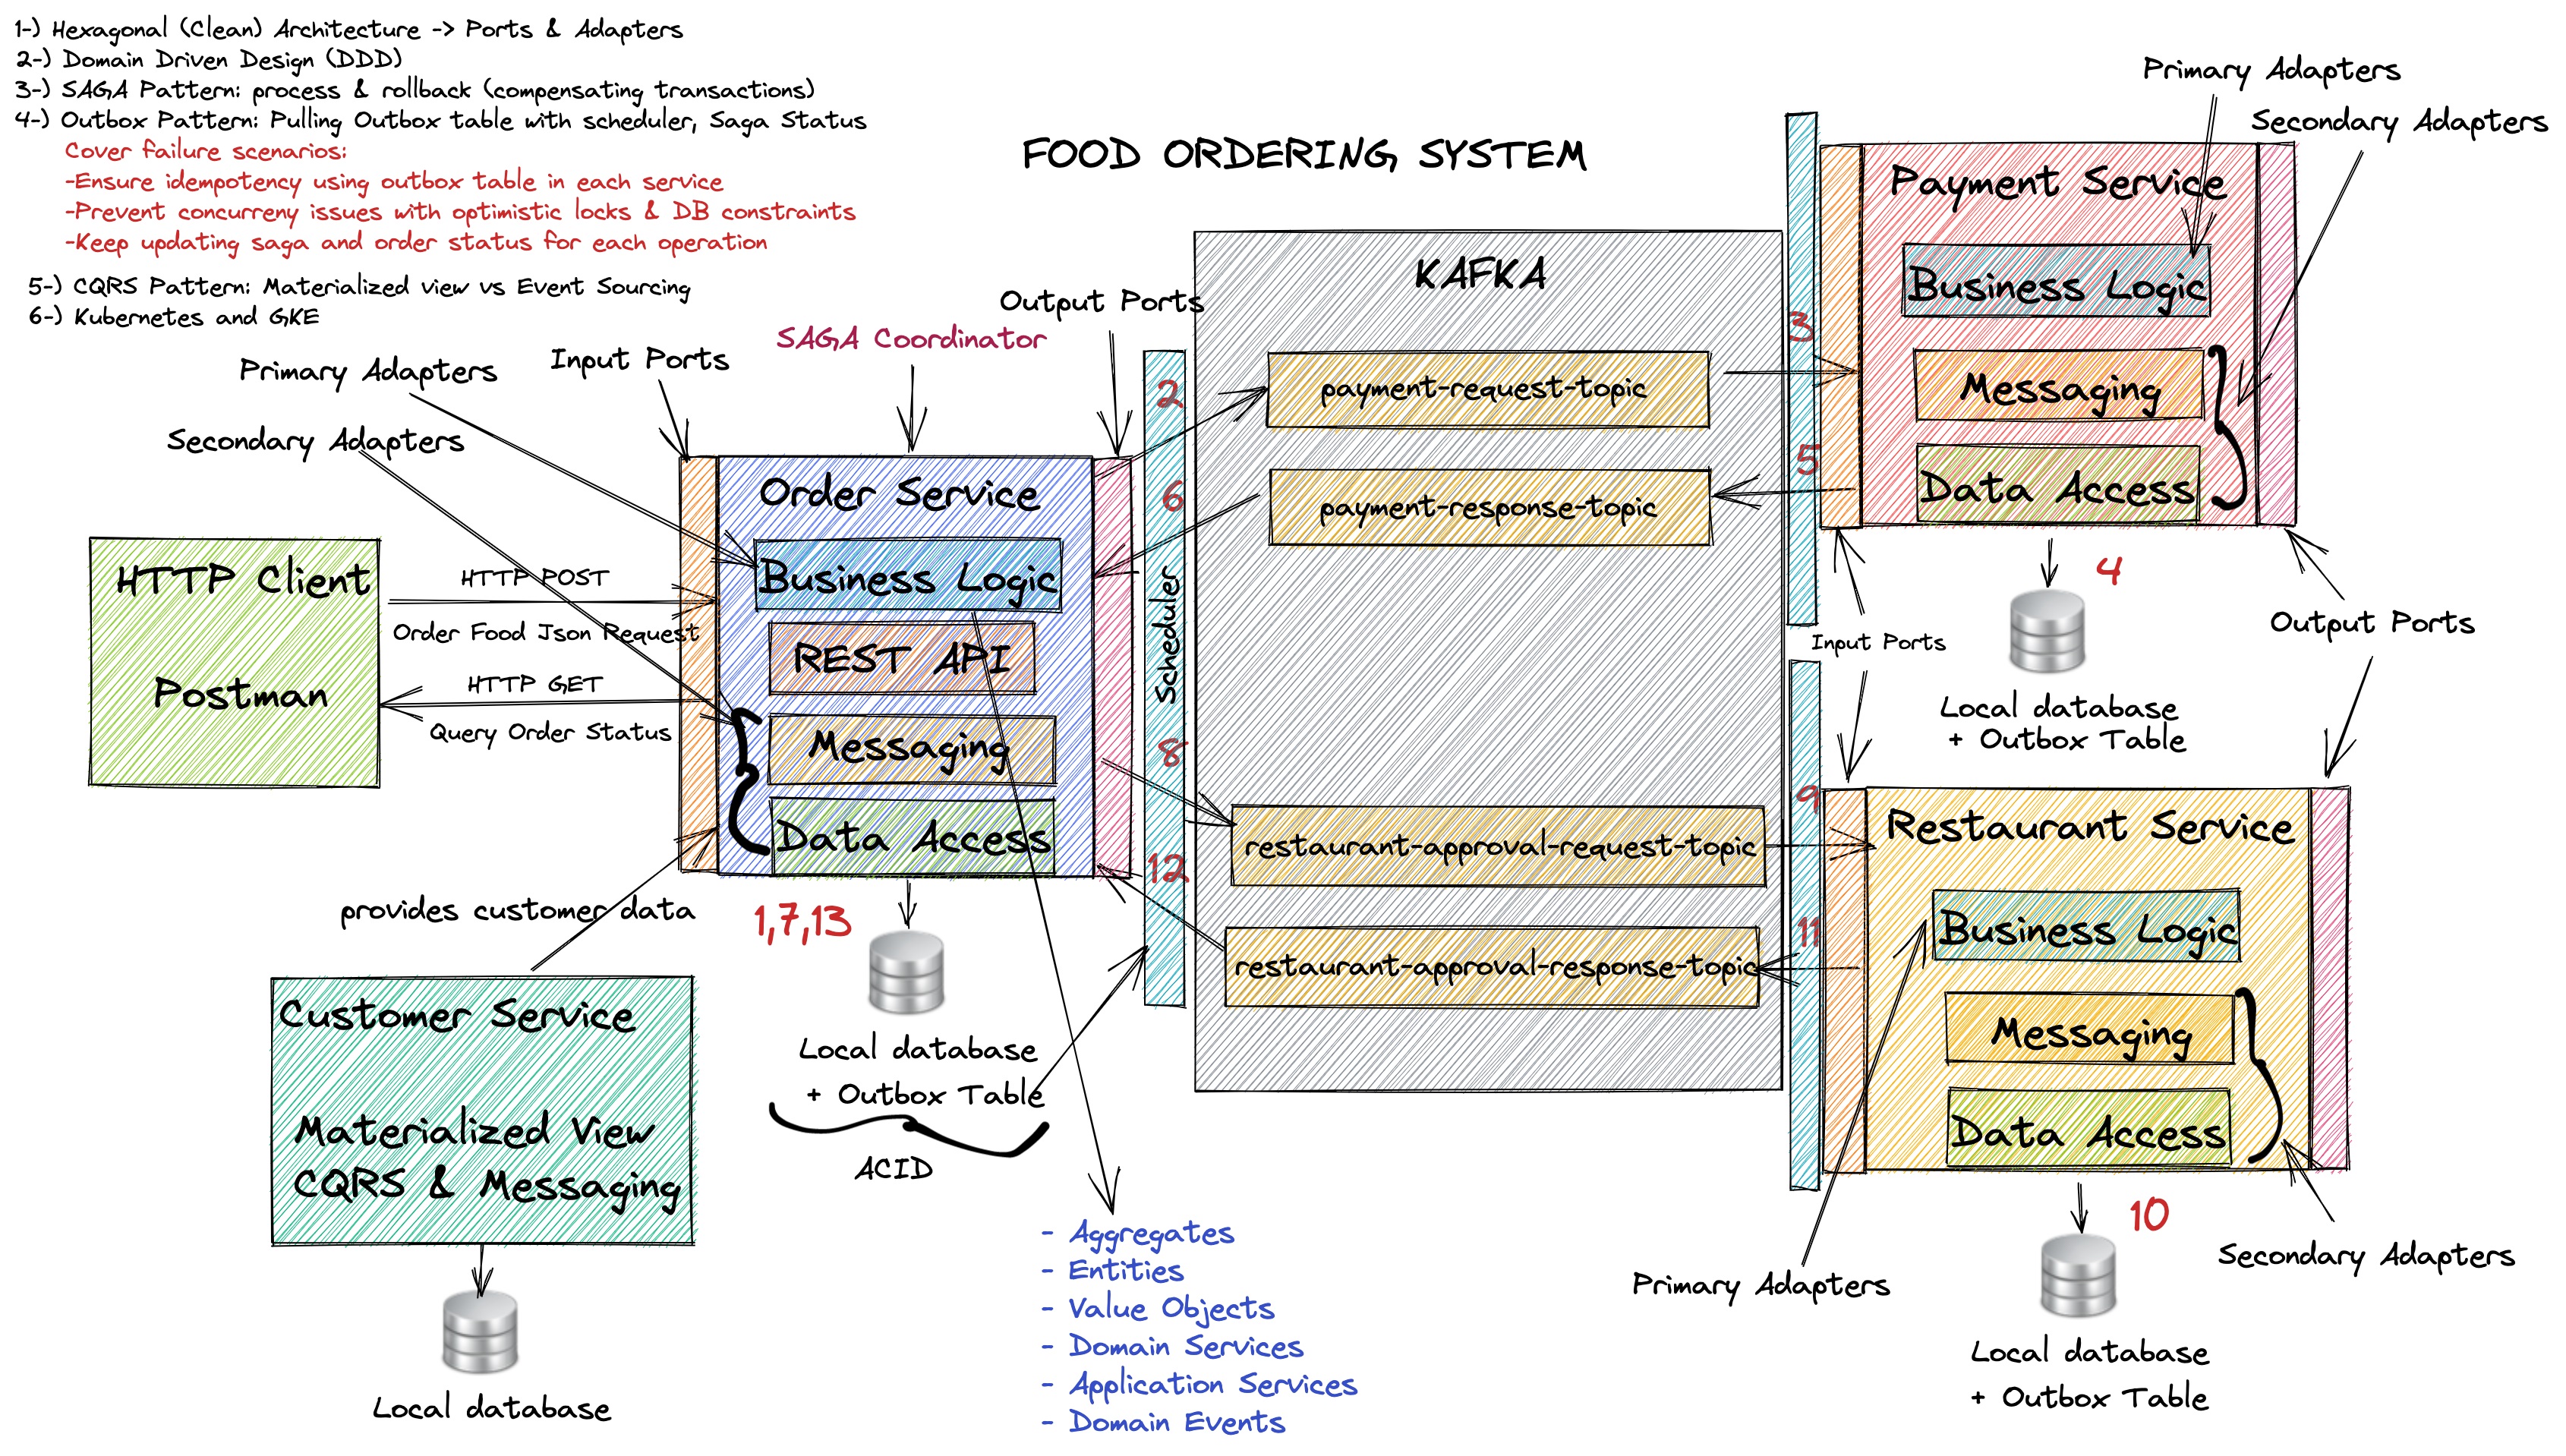 1-) Hexagonal (Clean) Architecture -> Ports & Adapters
2-) Domain Driven Design (DDD)
3-) SAGA Pattern: process & rollback (compensating transactions)
4-) Outbox Pattern: Pulling Outbox table with scheduler, Saga Status
Cover failure scenarios:
-Ensure idempotency using outbox table in each service
-Prevent concurreny issues with optimistic locks & DB constraints
-Keep updating saga and order status for each operation
5-) CQRS Pattern: Materialized view vs Event Sourcing
6-) Kubernetes and GKE
FOOD ORDERING SYSTEM
Primary Adapters
Secondary Adapters
Input Ports
SAGA Coordinator
Output Ports
HTTP Client
Postman
HTTP POST
Order Food Json Request
HTTP GET
Query Order Status
Order Service
Business Logic
REST API
Messaging
Data Access
provides customer data
1,7,13
Local database
+ Outbox Table
ACID
Customer Service
Materialized View
CQRS & Messaging
Local database
- Aggregates
- Entities
- Value Objects
- Domain Services
- Application Services
- Domain Events
2
6
Scheduler
8
12
KAFKA
payment-request-topic
payment-response-topic
restaurant-approval-request-topic
restaurant-approval-response-topic
3
5
9
11
Primary Adapters
Secondary Adapters
Payment Service
Business Logic
Messaging
Data Access
4
Local database
+ Outbox Table
Input Ports
Output Ports
Restaurant Service
Business Logic
Messaging
Data Access
10
Primary Adapters
Secondary Adapters
Local database
+ Outbox Table